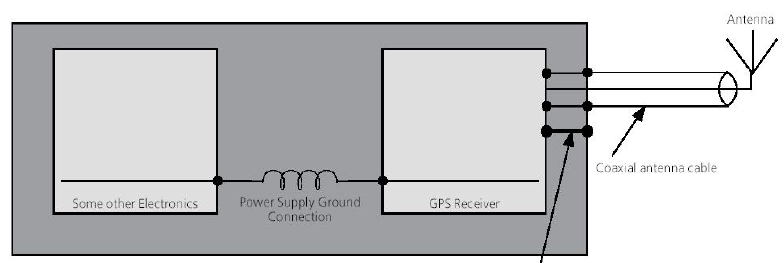 Antenna
Coaxial antenna cable
Some other Electronics
Power Supply Ground
Connection
GPS Receiver